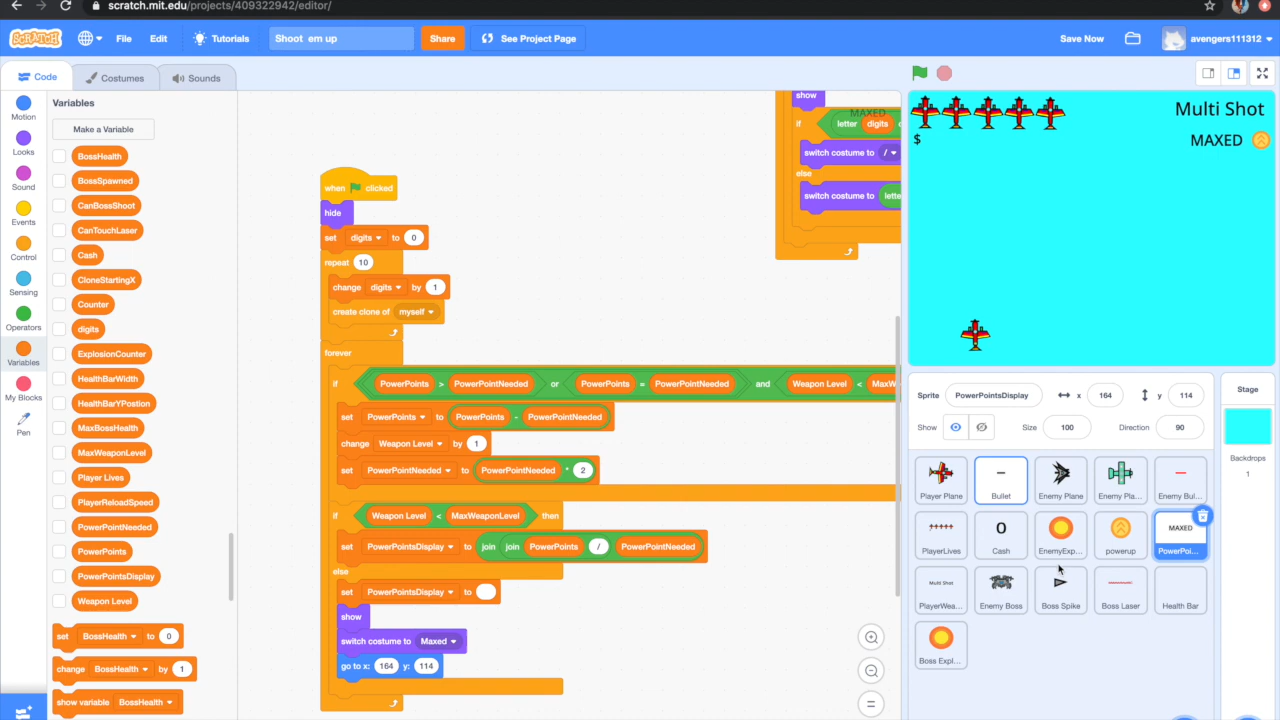 scratch.mit.edu/projects/409322942/editor/
SCRATCH File Edit Tutorials Shoot em up Share See Project Page Save Now avengers111312
Code Costumes Sounds
Motion
Looks
Sound
Events
Control
Sensing
Operators
Variables
My Blocks
Pen
Variables
Make a Variable
BossHealth
BossSpawned
CanBossShoot
CanTouchLaser
Cash
CloneStartingX
Counter
digits
ExplosionCounter
HealthBarWidth
HealthBarYPostion
MaxBossHealth
MaxWeaponLevel
Player Lives
PlayerReloadSpeed
PowerPointNeeded
PowerPoints
PowerPointsDisplay
Weapon Level
set BossHealth to 0
change BossHealth by 1
show variable BossHealth
when clicked
hide
set digits to 0
repeat 10
change digits by 1
create clone of myself
forever
if PowerPoints > PowerPointNeeded or PowerPoints = PowerPointNeeded and Weapon Level <
set PowerPoints to PowerPoints - PowerPointNeeded
change Weapon Level by 1
set PowerPointNeeded to PowerPointNeeded * 2
if Weapon Level < MaxWeaponLevel then
set PowerPointsDisplay to join join PowerPoints / PowerPointNeeded
else
set PowerPointsDisplay to
show
switch costume to Maxed
go to x: 164 y: 114
show
MAXED
if letter digits
switch costume to /
else
switch costume to
Multi Shot
$ MAXED
Sprite PowerPointsDisplay x 164 y 114
Show Size 100 Direction 90
Player Plane
Bullet
Enemy Plane
Enemy Pla...
Enemy Bul...
PlayerLives
0
Cash
EnemyExp...
powerup
MAXED
PowerPoi...
Multi Shot
PlayerWea...
Enemy Boss
Boss Spike
Boss Laser
Health Bar
Boss Expl...
Stage
Backdrops
1